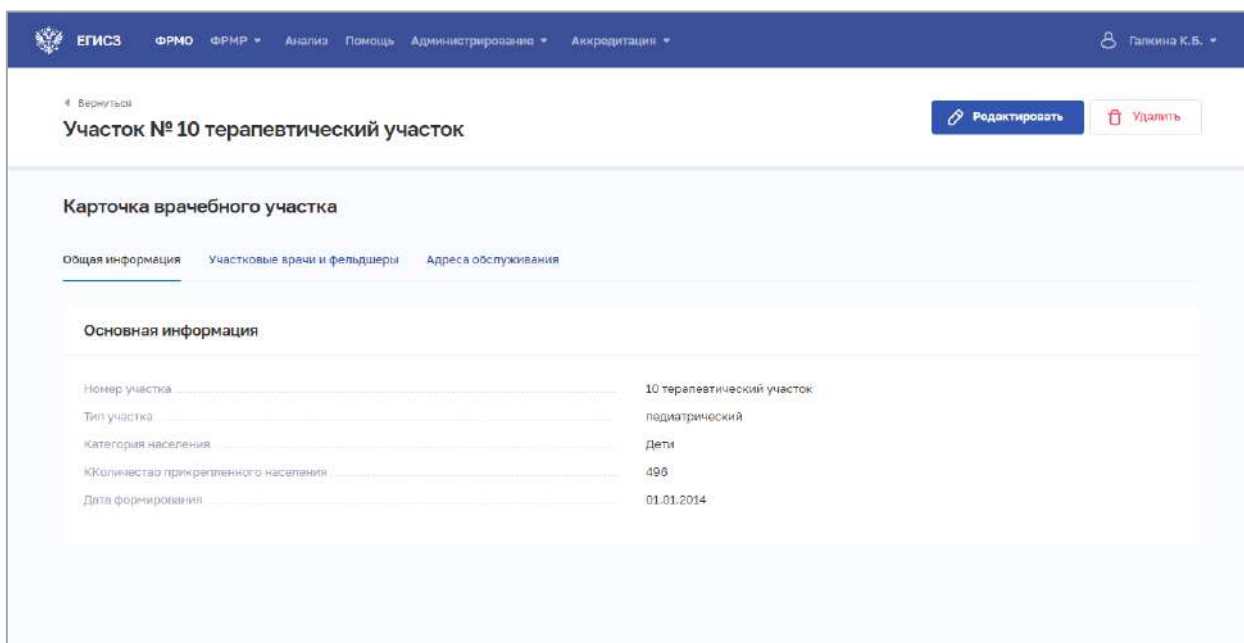 ЕГИСЗ ФРМО ФРМР Анализ Помощь Администрирование Аккредитация Галкина К.Б.
Вернуться
Участок № 10 терапевтический участок
Редактировать Удалить
Карточка врачебного участка
Общая информация Участковые врачи и фельдшеры Адреса обслуживания
Основная информация
Номер участка 10 терапевтический участок
Тип участка педиатрический
Категория населения Дети
ККоличество прикрепленного населения 496
Дата формирования 01.01.2014